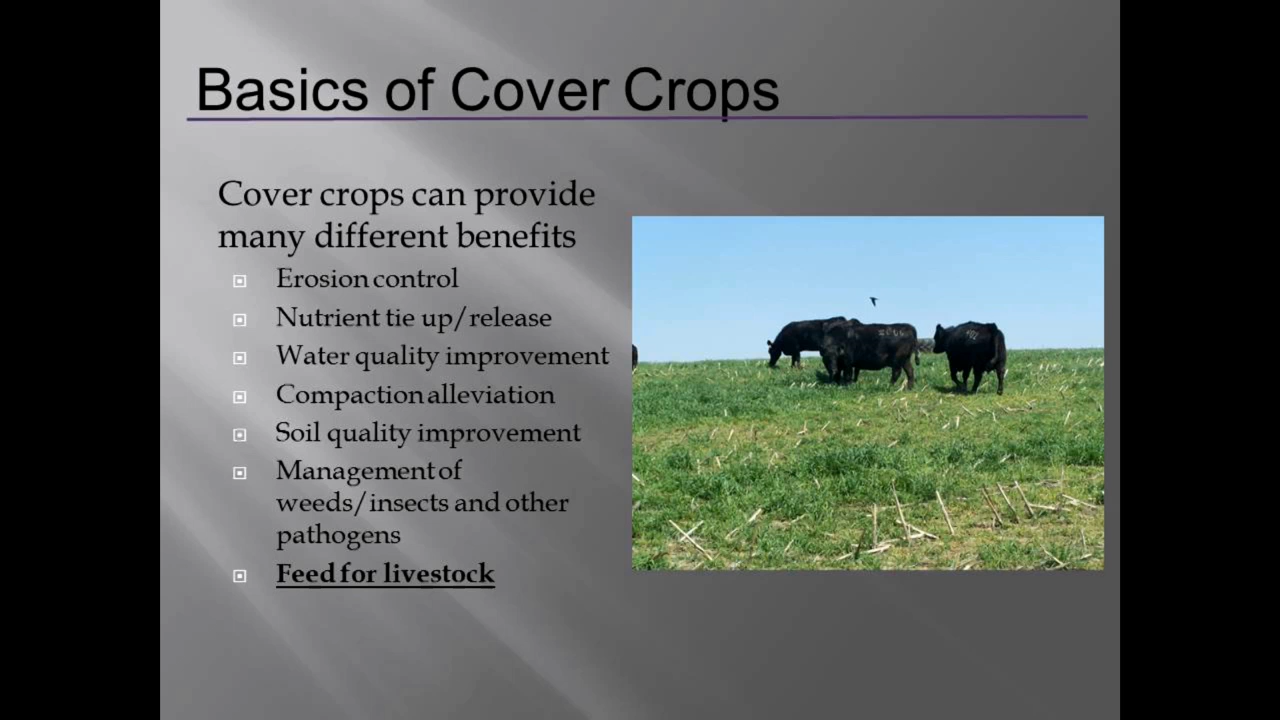 Basics of Cover Crops
Cover crops can provide
many different benefits
Erosion control
Nutrient tie up/release
Water quality improvement
Compaction alleviation
Soil quality improvement
Management of
weeds/insects and other
pathogens
Feed for livestock